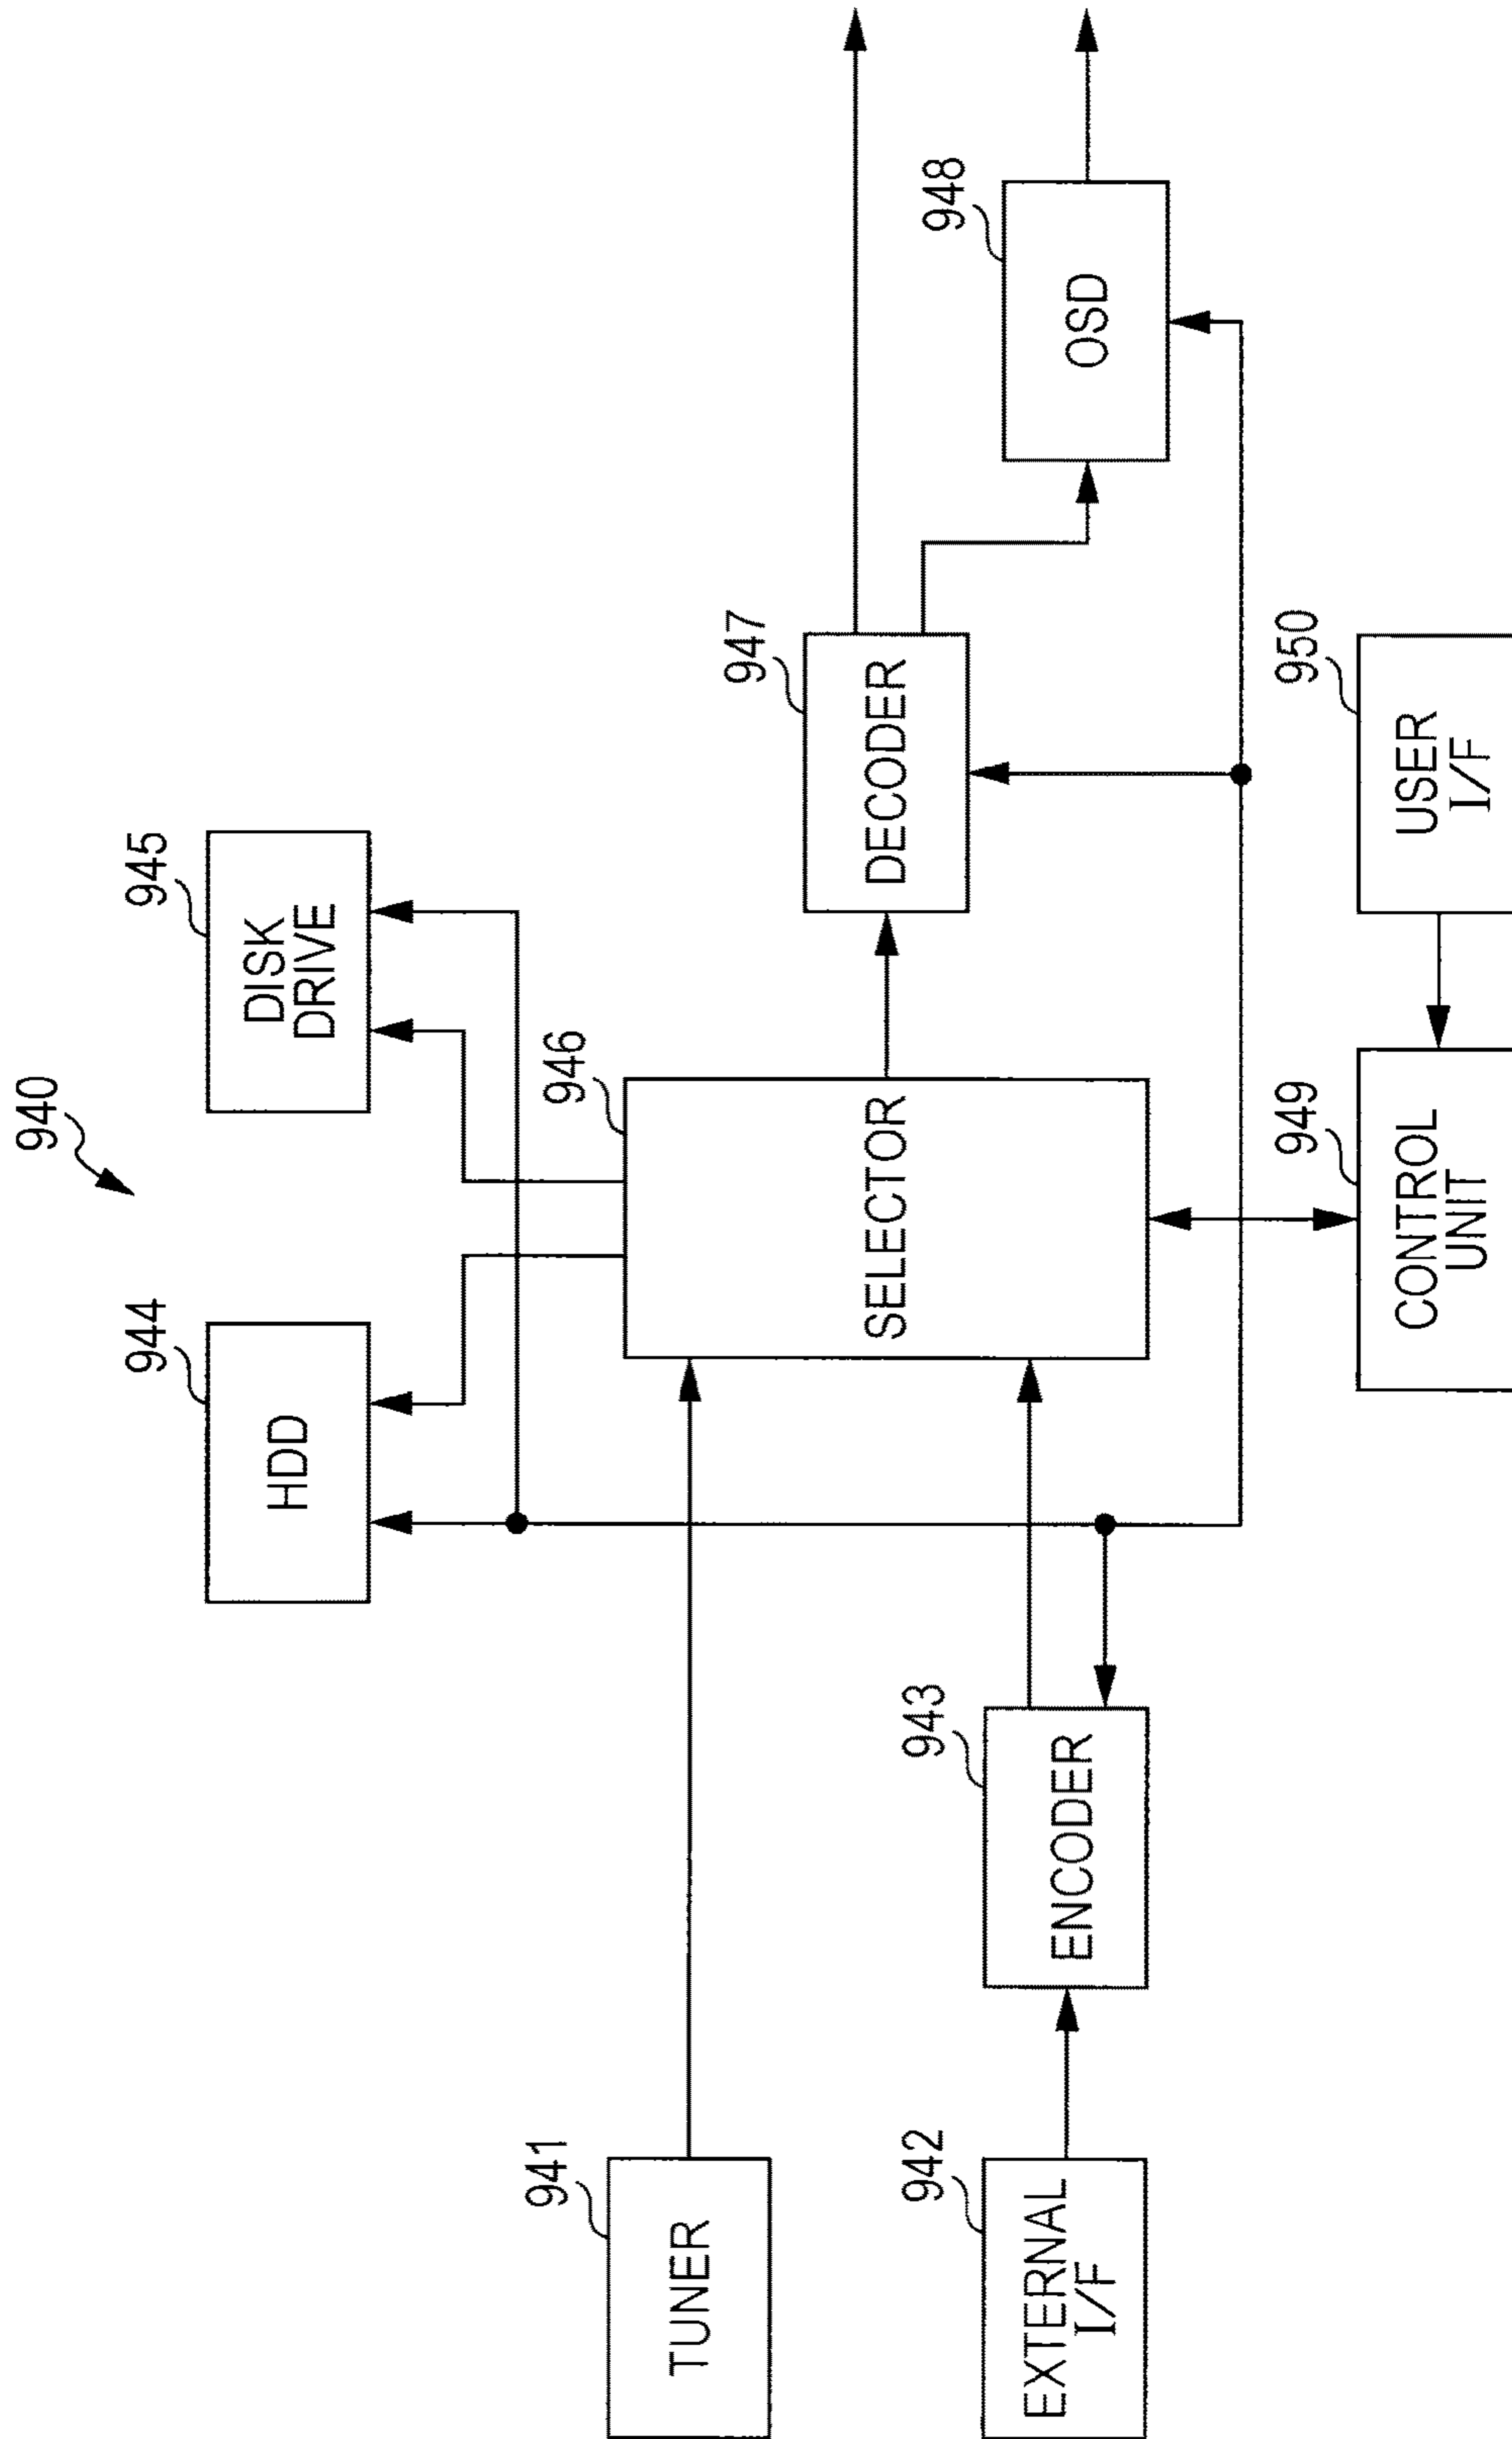 940
944
HDD
945
DISK
DRIVE
941
TUNER
946
SELECTOR
947
DECODER
942
EXTERNAL
I/F
943
ENCODER
948
OSD
949
CONTROL
UNIT
950
USER
I/F